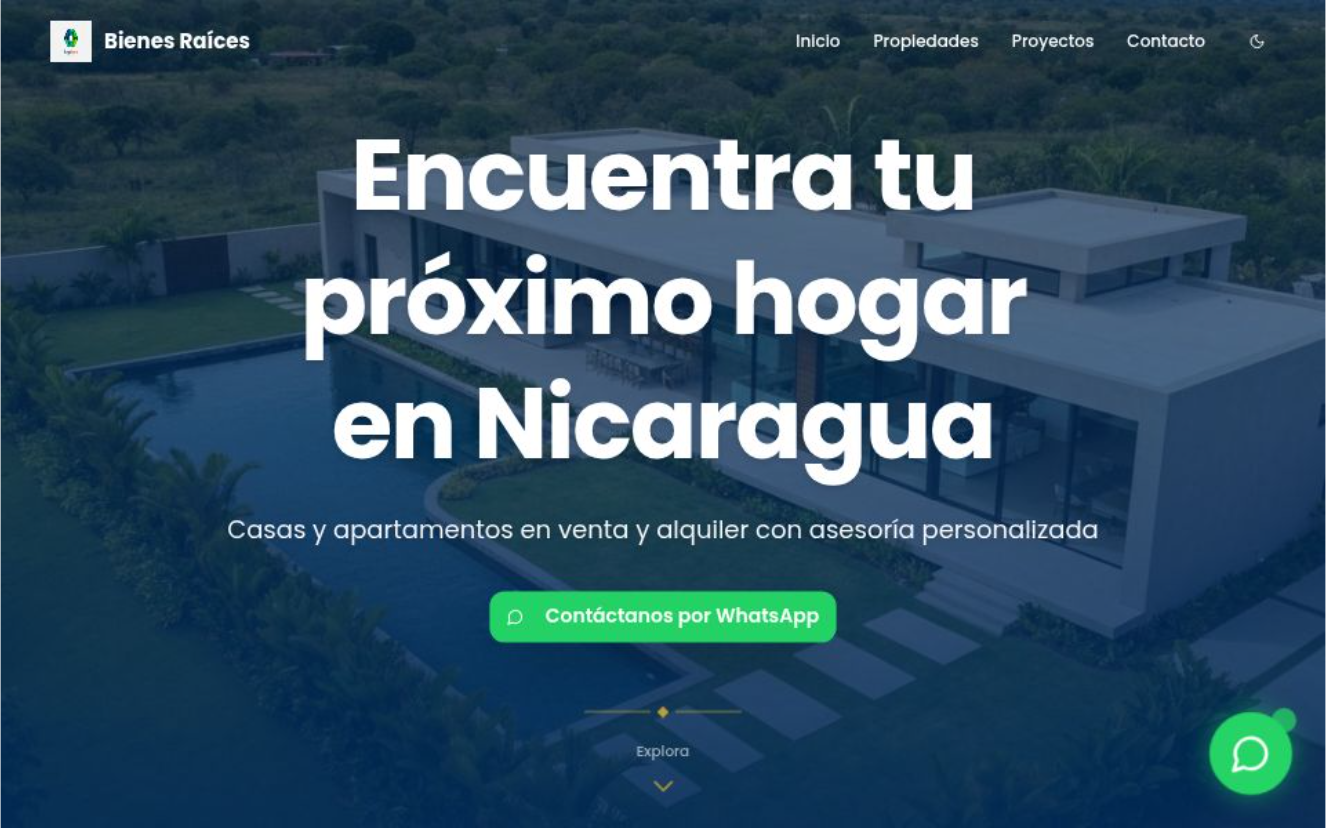 Bienes Raíces
Inicio
Propiedades
Proyectos
Contacto
Encuentra tu
próximo hogar
en Nicaragua
Casas y apartamentos en venta y alquiler con asesoría personalizada
Contáctanos por WhatsApp
Explora